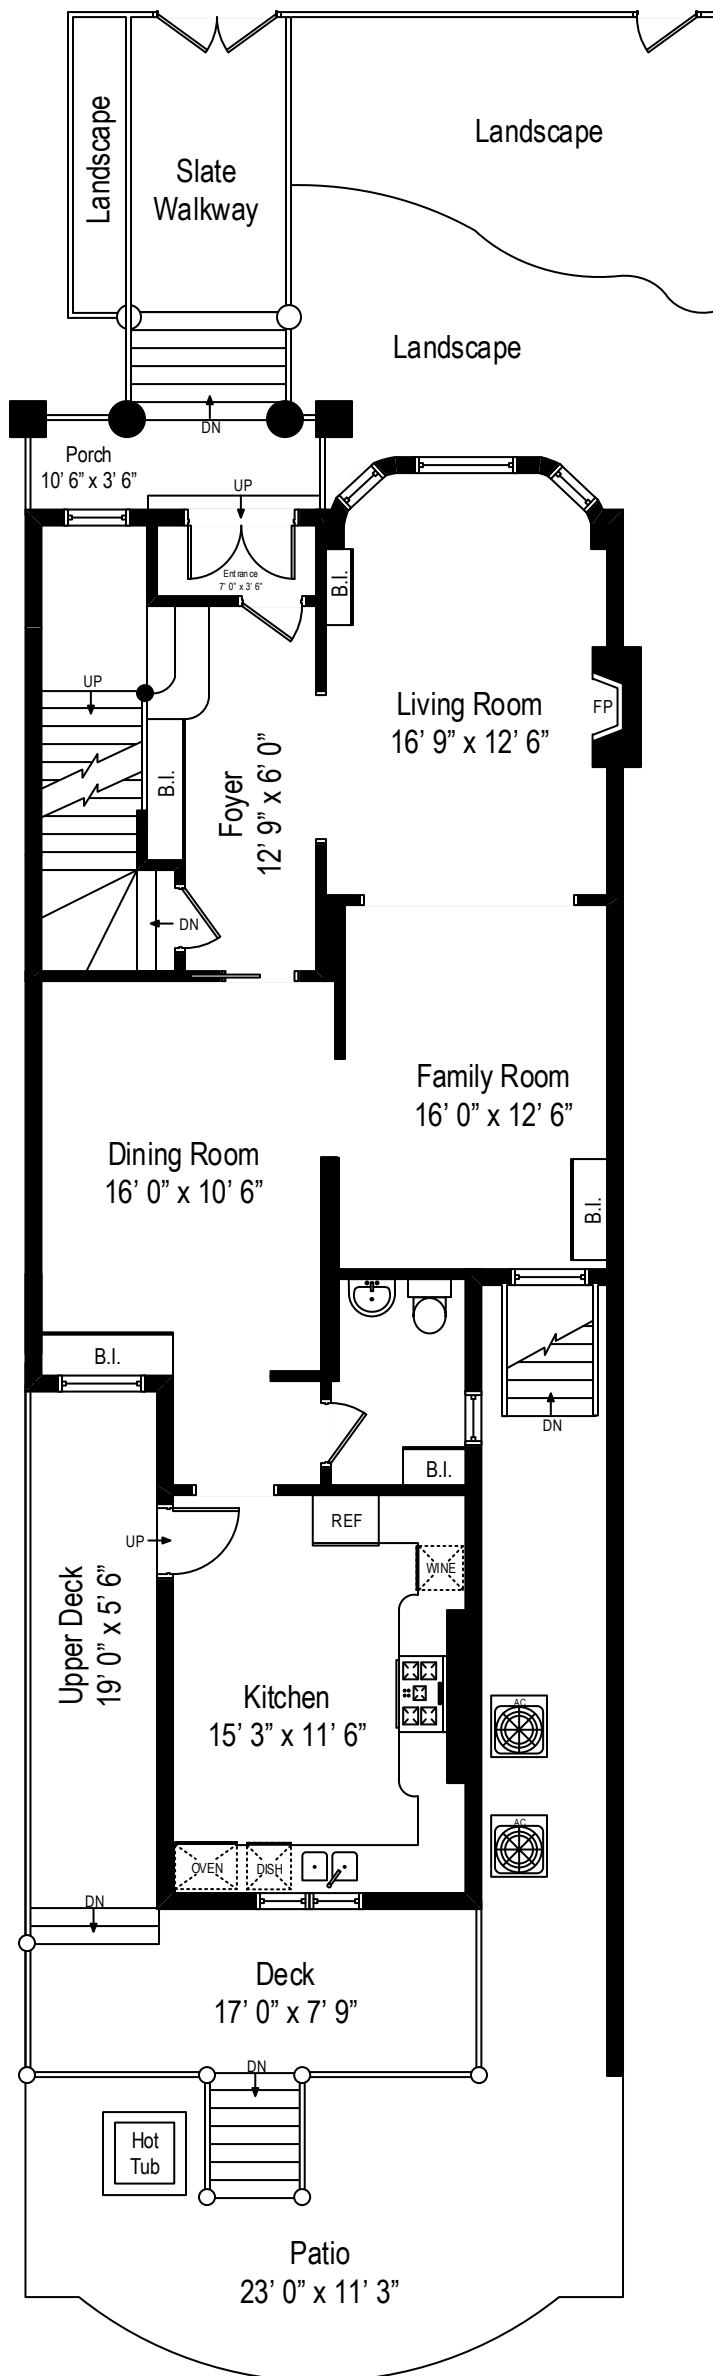 Landscape
Landscape
Slate
Walkway
Landscape
DN
Porch
10' 6" x 3' 6"
UP
Entrance
7' 0" x 3' 6"
B.I.
UP
Living Room
16' 9" x 12' 6"
FP
B.I.
Foyer
12' 9" x 6' 0"
DN
Family Room
16' 0" x 12' 6"
Dining Room
16' 0" x 10' 6"
B.I.
B.I.
DN
B.I.
REF
UP
WINE
Upper Deck
19' 0" x 5' 6"
Kitchen
15' 3" x 11' 6"
AC
AC
OVEN
DISH
DN
Deck
17' 0" x 7' 9"
DN
Hot
Tub
Patio
23' 0" x 11' 3"